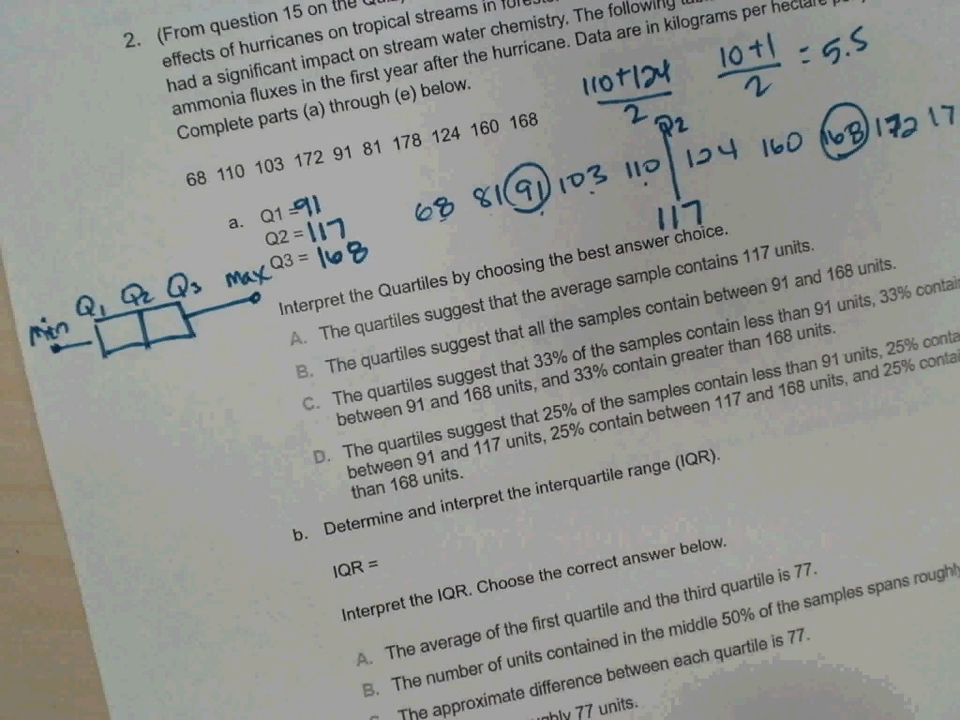 2. (From question 15 on the
effects of hurricanes on tropical streams in
had a significant impact on stream water chemistry. The following
ammonia fluxes in the first year after the hurricane. Data are in kilograms per hectare
Complete parts (a) through (e) below.
110+124 / 2
10+1 / 2 = 5.5
68 110 103 172 91 81 178 124 160 168
Q2
68 81 91 103 110 124 160 168 172 17
117
a. Q1 = 91
Q2 = 117
Q3 = 168
min Q1 Q2 Q3 max
Interpret the Quartiles by choosing the best answer choice.
A. The quartiles suggest that the average sample contains 117 units.
B. The quartiles suggest that all the samples contain between 91 and 168 units.
C. The quartiles suggest that 33% of the samples contain less than 91 units, 33% contain
between 91 and 168 units, and 33% contain greater than 168 units.
D. The quartiles suggest that 25% of the samples contain less than 91 units, 25%
between 91 and 117 units, 25% contain between 117 and 168 units, and 25%
than 168 units.
b. Determine and interpret the interquartile range (IQR).
IQR =
Interpret the IQR. Choose the correct answer below.
A. The average of the first quartile and the third quartile is 77.
B. The number of units contained in the middle 50% of the samples spans roughly
The approximate difference between each quartile is 77.
77 units.